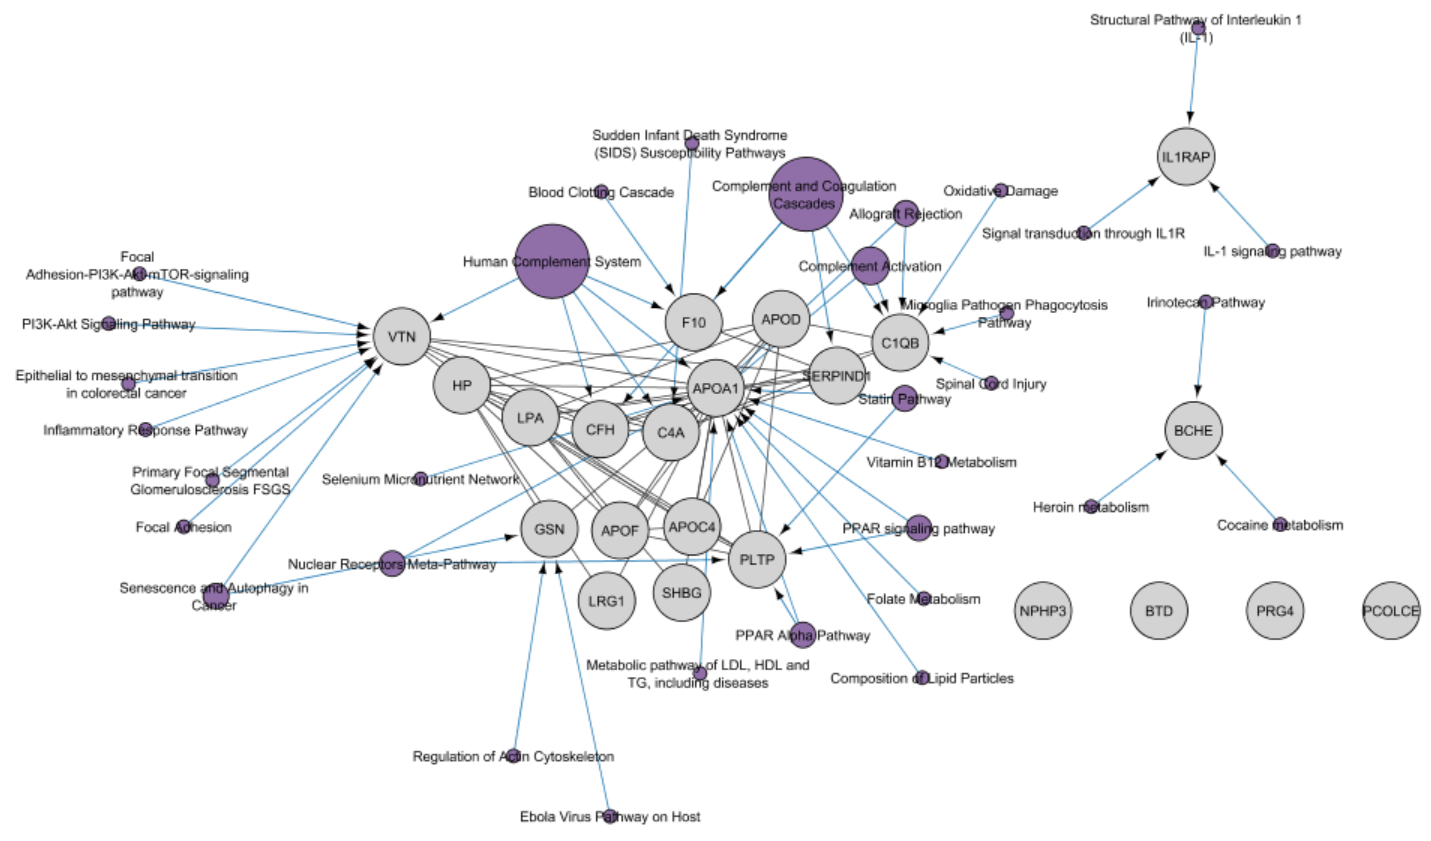 Structural Pathway of Interleukin 1
(IL-1)
Sudden Infant Death Syndrome
(SIDS) Susceptibility Pathways
IL1RAP
Blood Clotting Cascade
Complement and Coagulation
Cascades
Oxidative Damage
Allograft Rejection
Signal transduction through IL1R
IL-1 signaling pathway
Focal
Adhesion-PI3K-Akt-mTOR-signaling
pathway
Human Complement System
Complement Activation
Microglia Pathogen Phagocytosis
Pathway
Irinotecan Pathway
PI3K-Akt Signaling Pathway
VTN
F10
APOD
C1QB
Epithelial to mesenchymal transition
in colorectal cancer
HP
APOA1
SERPIND1
Spinal Cord Injury
Statin Pathway
LPA
CFH
C4A
BCHE
Inflammatory Response Pathway
Vitamin B12 Metabolism
Primary Focal Segmental
Glomerulosclerosis FSGS
Selenium Micronutrient Network
Heroin metabolism
Cocaine metabolism
Focal Adhesion
GSN
APOF
APOC4
PPAR signaling pathway
Nuclear Receptors Meta-Pathway
PLTP
Senescence and Autophagy in
Cancer
LRG1
SHBG
Folate Metabolism
NPHP3
BTD
PRG4
PCOLCE
PPAR Alpha Pathway
Metabolic pathway of LDL, HDL and
TG, including diseases
Composition of Lipid Particles
Regulation of Actin Cytoskeleton
Ebola Virus Pathway on Host